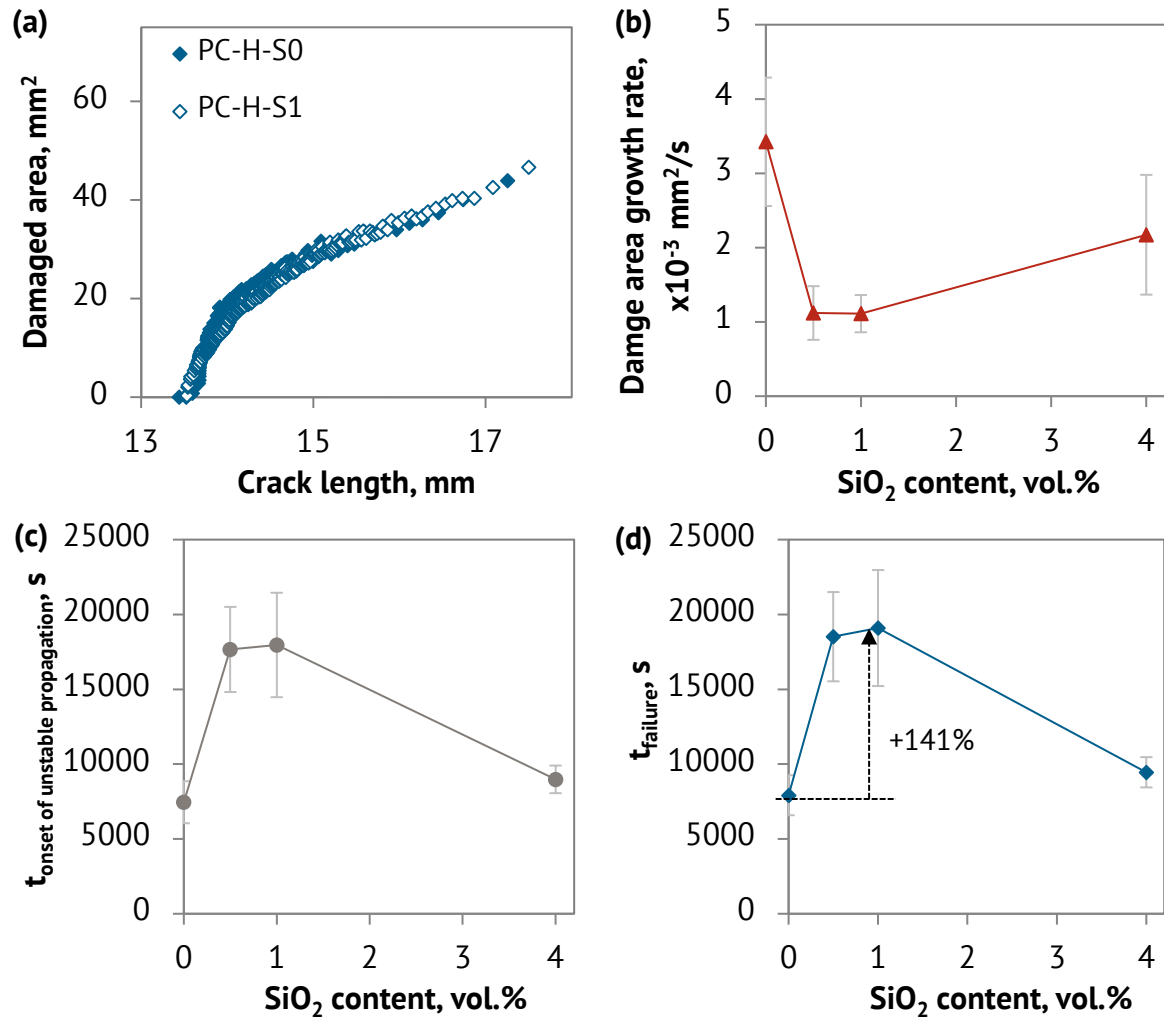 (a)
Damaged area, mm²
60
40
20
0
PC-H-S0
PC-H-S1
13
15
17
Crack length, mm
(b)
Damge area growth rate,
x10⁻³ mm²/s
5
4
3
2
1
0
0
1
2
3
4
SiO₂ content, vol.%
(c)
t onset of unstable propagation, s
25000
20000
15000
10000
5000
0
0
1
2
3
4
SiO₂ content, vol.%
(d)
t failure, s
25000
20000
15000
10000
5000
0
+141%
0
1
2
3
4
SiO₂ content, vol.%